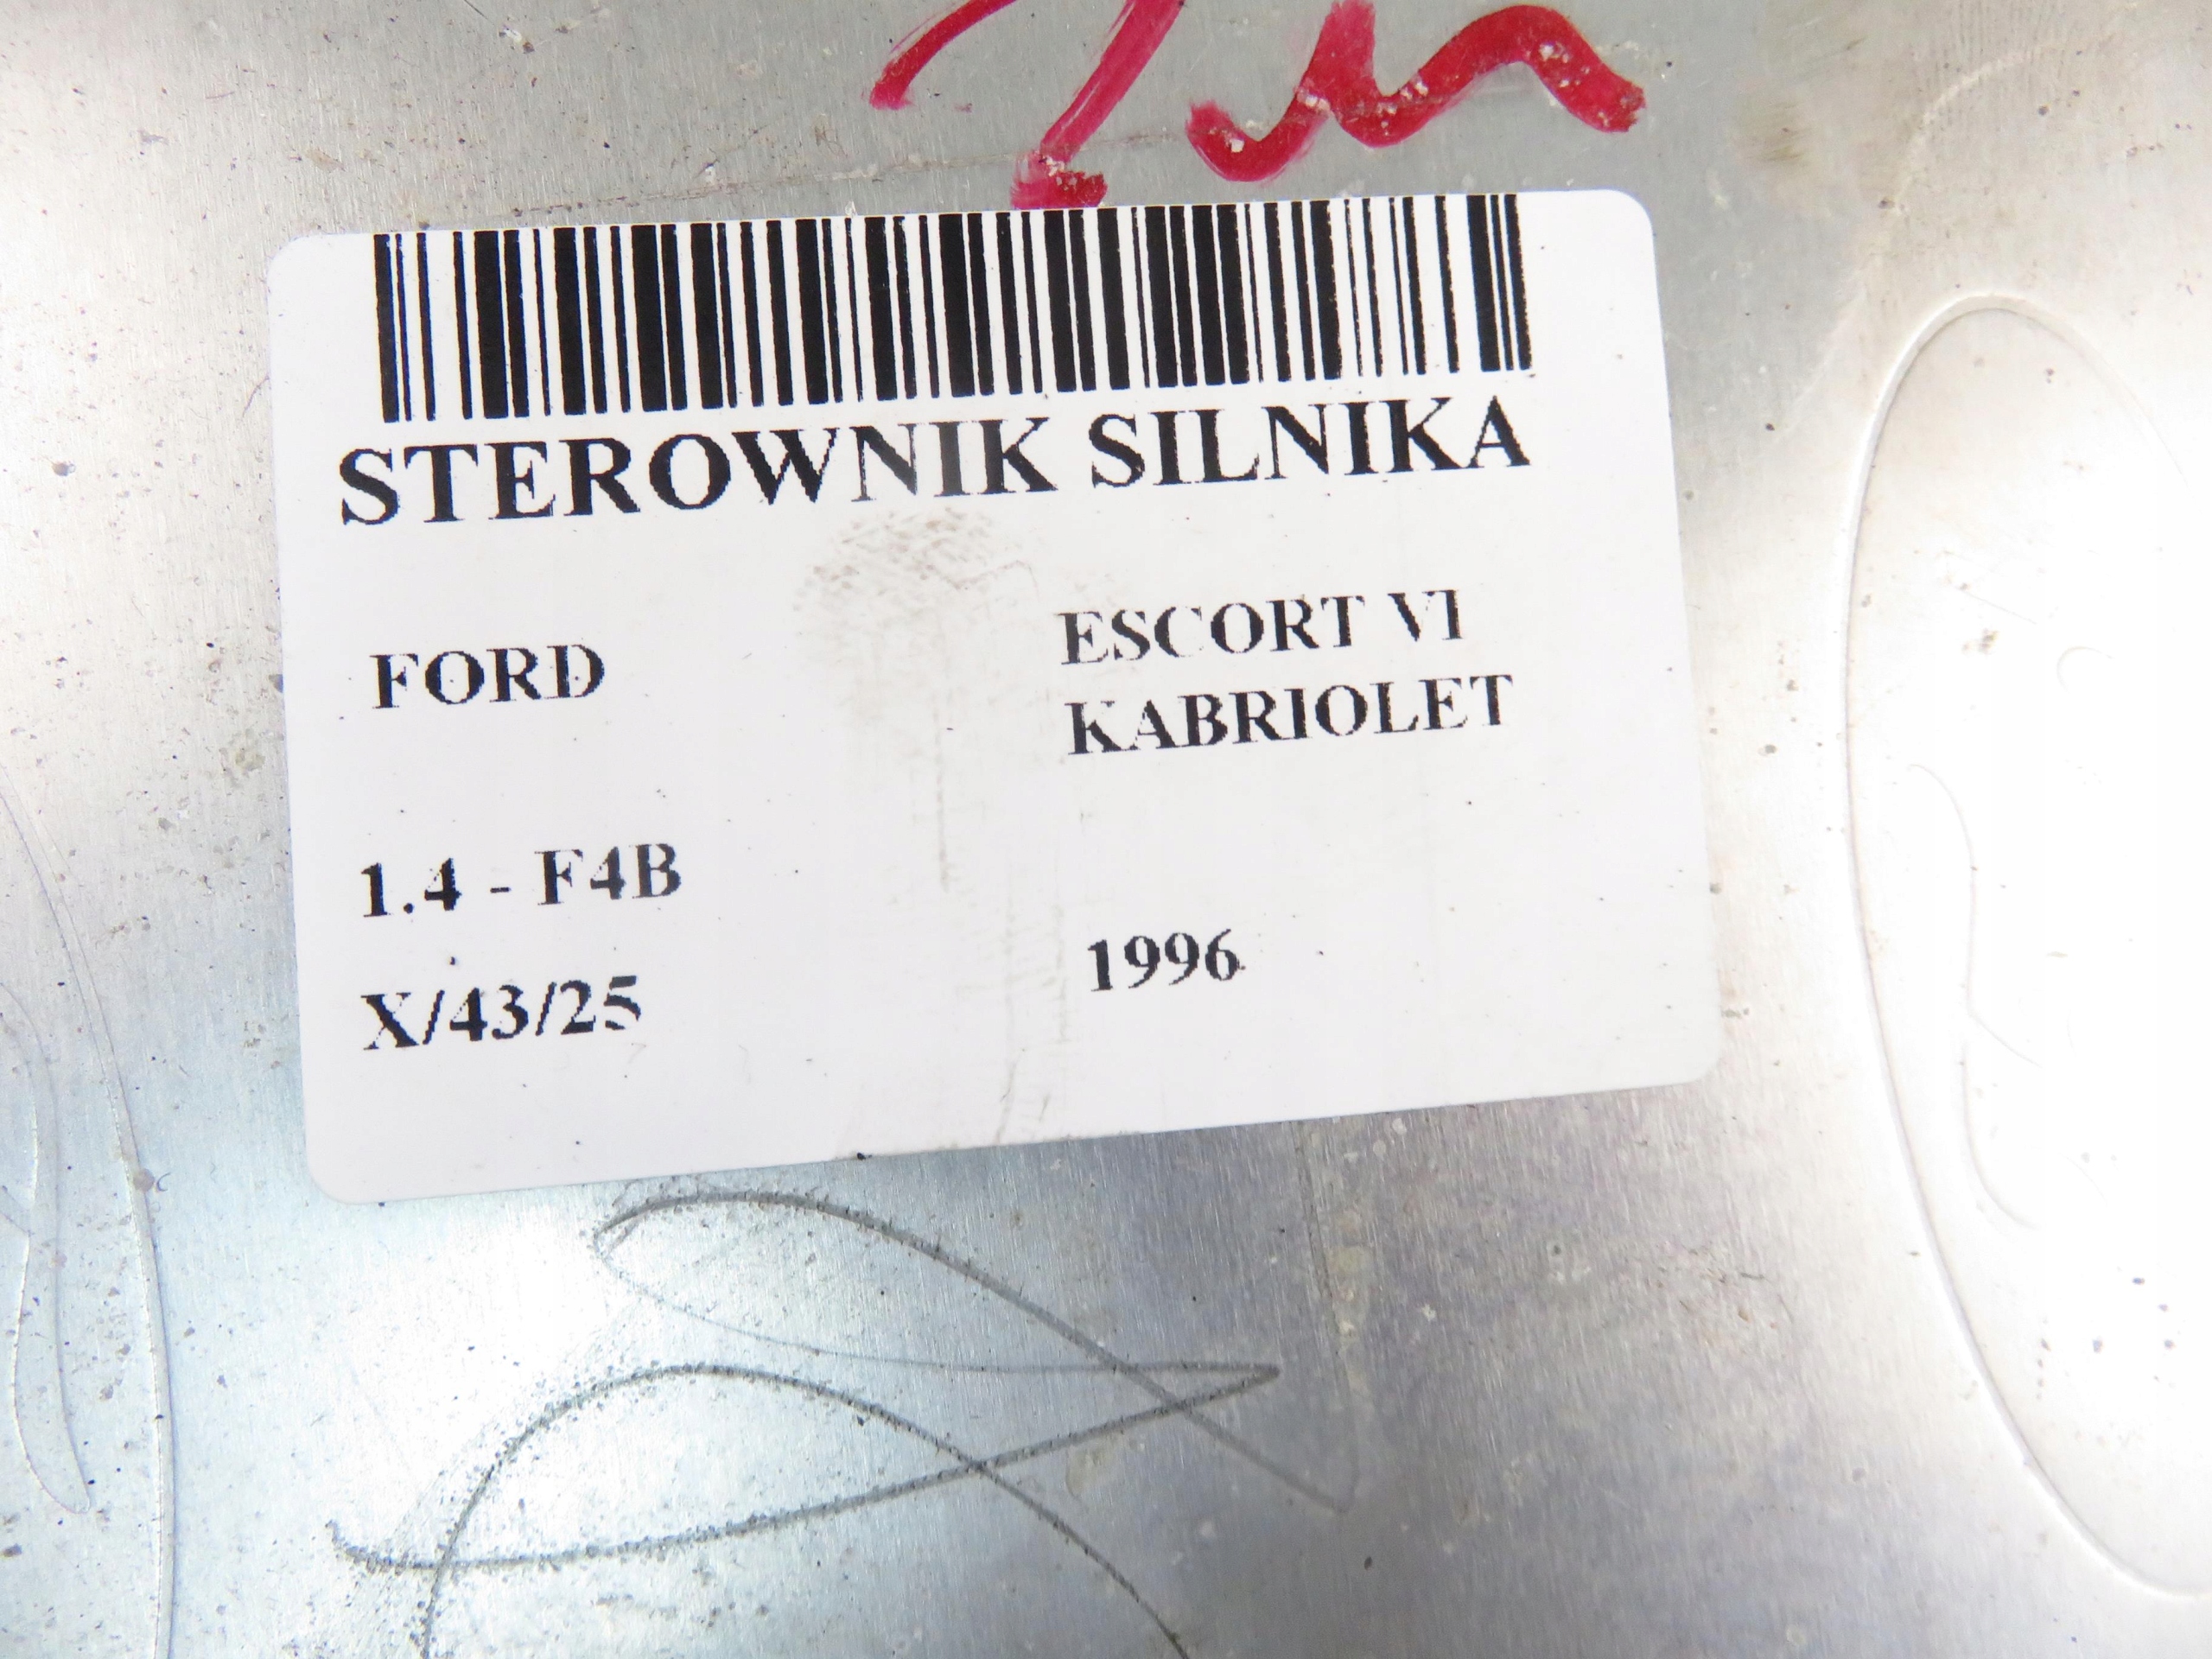 STEROWNIK SILNIKA
FORD
ESCORT VI
KABRIOLET
1.4 - F4B
1996
X/43/25